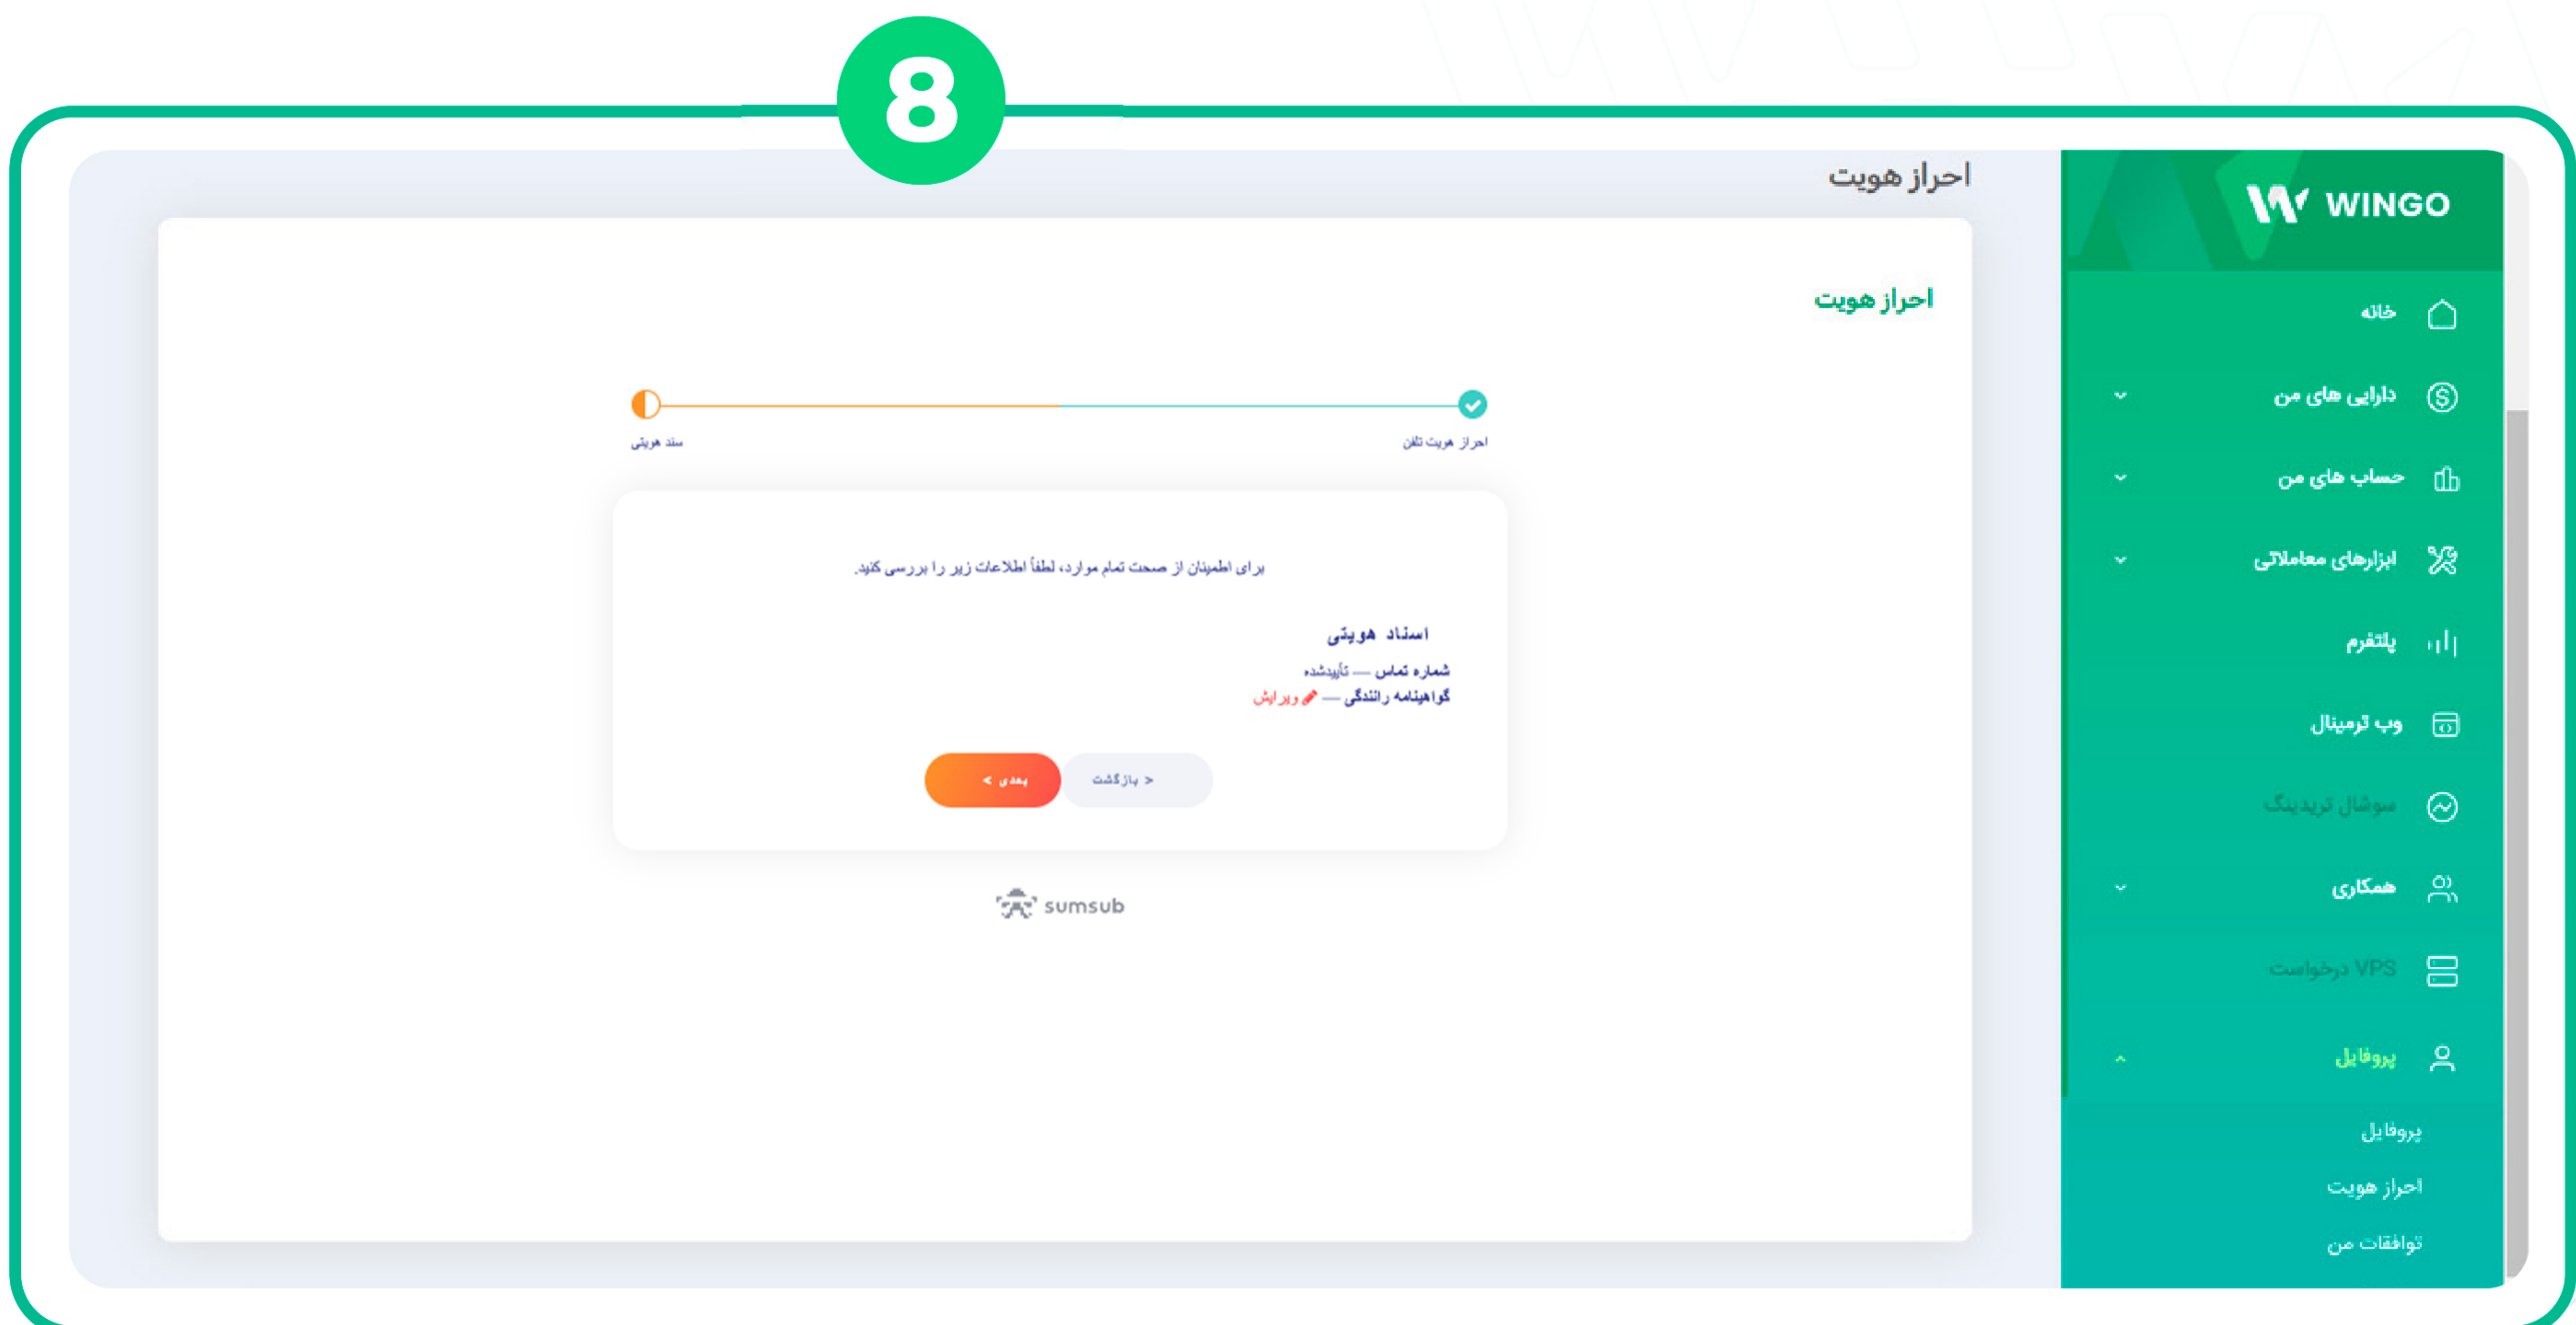 8
WINGO
خانه
دارایی های من
حساب های من
ابزارهای معاملاتی
پلتفرم
وب ترمینال
سوشال تریدینگ
همکاری
درخواست VPS
پروفایل
پروفایل
احراز هویت
توافقات من
احراز هویت
احراز هویت
احراز هویت تلفن
سند هویتی
برای اطمینان از صحت تمام موارد، لطفاً اطلاعات زیر را بررسی کنید.
اسناد هویتی
شماره تماس — تأییدشده
گواهینامه رانندگی — ویرایش
< بازگشت
بعدی >
sumsub